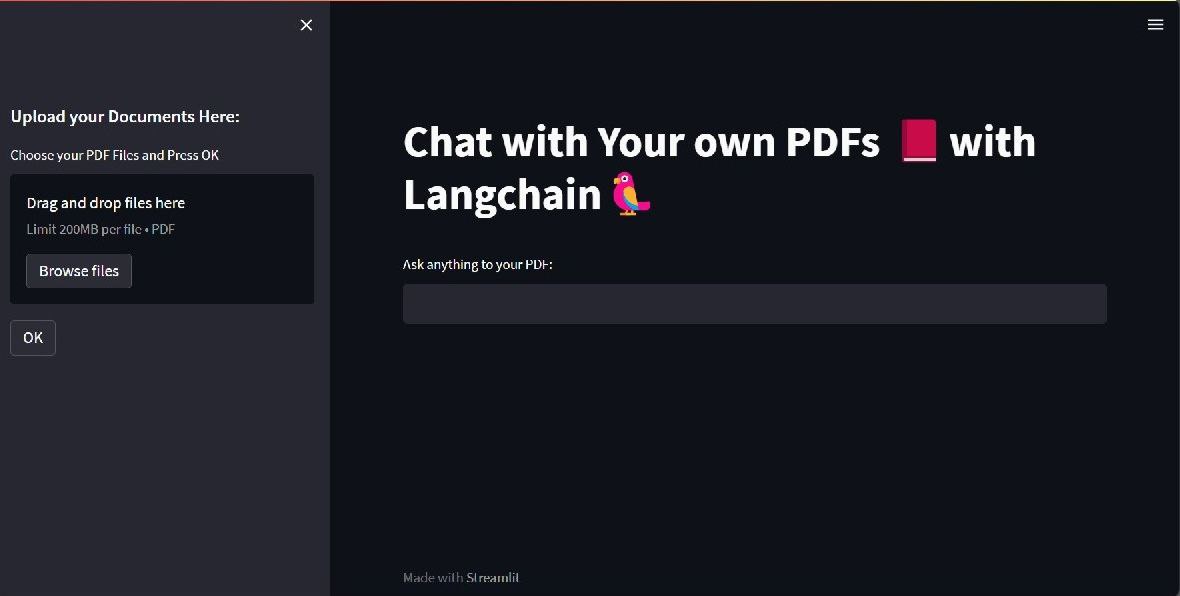 Upload your Documents Here:
Choose your PDF Files and Press OK
Drag and drop files here
Limit 200MB per file • PDF
Browse files
OK
Chat with Your own PDFs 📕 with
Langchain🦜
Ask anything to your PDF:
Made with Streamlit